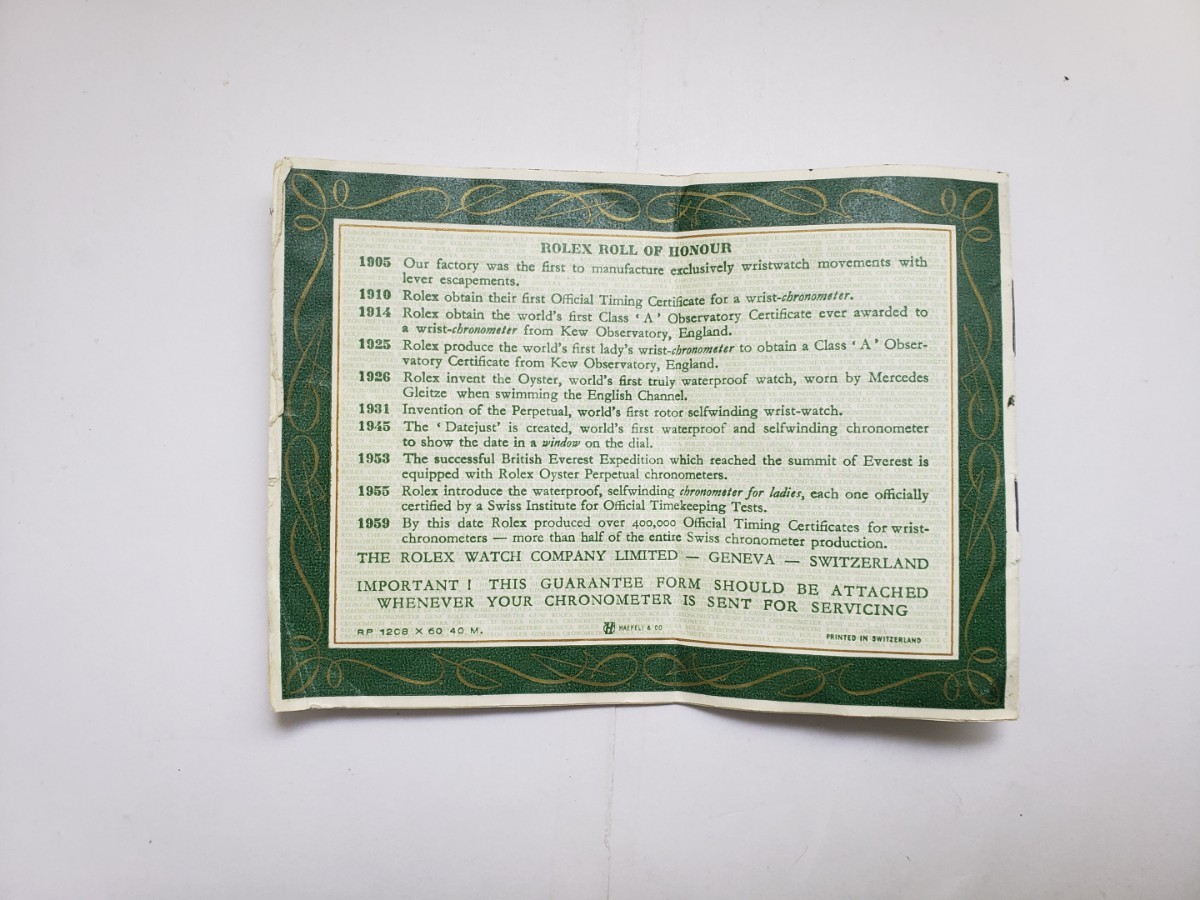 ROLEX ROLL OF HONOUR
1905 Our factory was the first to manufacture exclusively wristwatch movements with
lever escapements.
1910 Rolex obtain their first Official Timing Certificate for a wrist-chronometer.
1914 Rolex obtain the world's first Class ‘A’ Observatory Certificate ever awarded to
a wrist-chronometer from Kew Observatory, England.
1925 Rolex produce the world's first lady's wrist-chronometer to obtain a Class ‘A’ Obser-
vatory Certificate from Kew Observatory, England.
1926 Rolex invent the Oyster, world's first truly waterproof watch, worn by Mercedes
Gleitze when swimming the English Channel.
1931 Invention of the Perpetual, world's first rotor selfwinding wrist-watch.
1945 The ‘Datejust’ is created, world's first waterproof and selfwinding chronometer
to show the date in a window on the dial.
1953 The successful British Everest Expedition which reached the summit of Everest is
equipped with Rolex Oyster Perpetual chronometers.
1955 Rolex introduce the waterproof, selfwinding chronometer for ladies, each one officially
certified by a Swiss Institute for Official Timekeeping Tests.
1959 By this date Rolex produced over 400,000 Official Timing Certificates for wrist-
chronometers — more than half of the entire Swiss chronometer production.
THE ROLEX WATCH COMPANY LIMITED — GENEVA — SWITZERLAND
IMPORTANT ! THIS GUARANTEE FORM SHOULD BE ATTACHED
WHENEVER YOUR CHRONOMETER IS SENT FOR SERVICING
RP 1208 X 60 40 M.
HAEFELI & CO
PRINTED IN SWITZERLAND